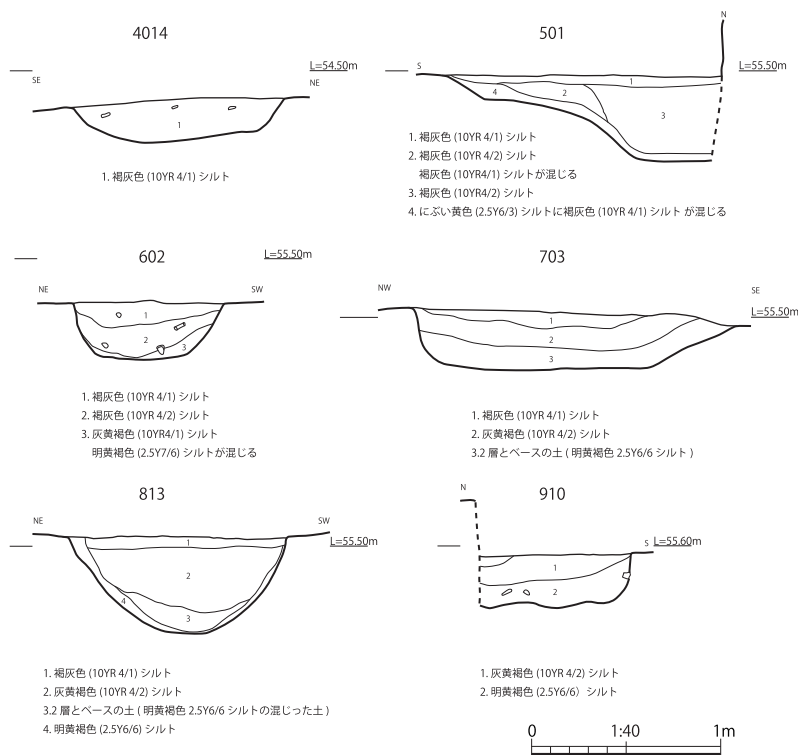 4014
L=54.50m
SE
NE
1
1. 褐灰色 (10YR 4/1) シルト
501
N
S
L=55.50m
1
2
3
4
1. 褐灰色 (10YR 4/1) シルト
2. 褐灰色 (10YR 4/2) シルト
褐灰色 (10YR4/1) シルトが混じる
3. 褐灰色 (10YR4/2) シルト
4. にぶい黄色 (2.5Y6/3) シルトに褐灰色 (10YR 4/1) シルト が混じる
602
L=55.50m
NE
SW
1
2
3
1. 褐灰色 (10YR 4/1) シルト
2. 褐灰色 (10YR 4/2) シルト
3. 灰黄褐色 (10YR4/1) シルト
明黄褐色 (2.5Y7/6) シルトが混じる
703
NW
SE
L=55.50m
1
2
3
1. 褐灰色 (10YR 4/1) シルト
2. 灰黄褐色 (10YR 4/2) シルト
3.2 層とベースの土 ( 明黄褐色 2.5Y6/6 シルト )
813
NE
SW
L=55.50m
1
2
3
4
1. 褐灰色 (10YR 4/1) シルト
2. 灰黄褐色 (10YR 4/2) シルト
3.2 層とベースの土 ( 明黄褐色 2.5Y6/6 シルトの混じった土 )
4. 明黄褐色 (2.5Y6/6) シルト
910
N
S
L=55.60m
1
2
1. 灰黄褐色 (10YR 4/2) シルト
2. 明黄褐色 (2.5Y6/6）シルト
0 1:40 1m